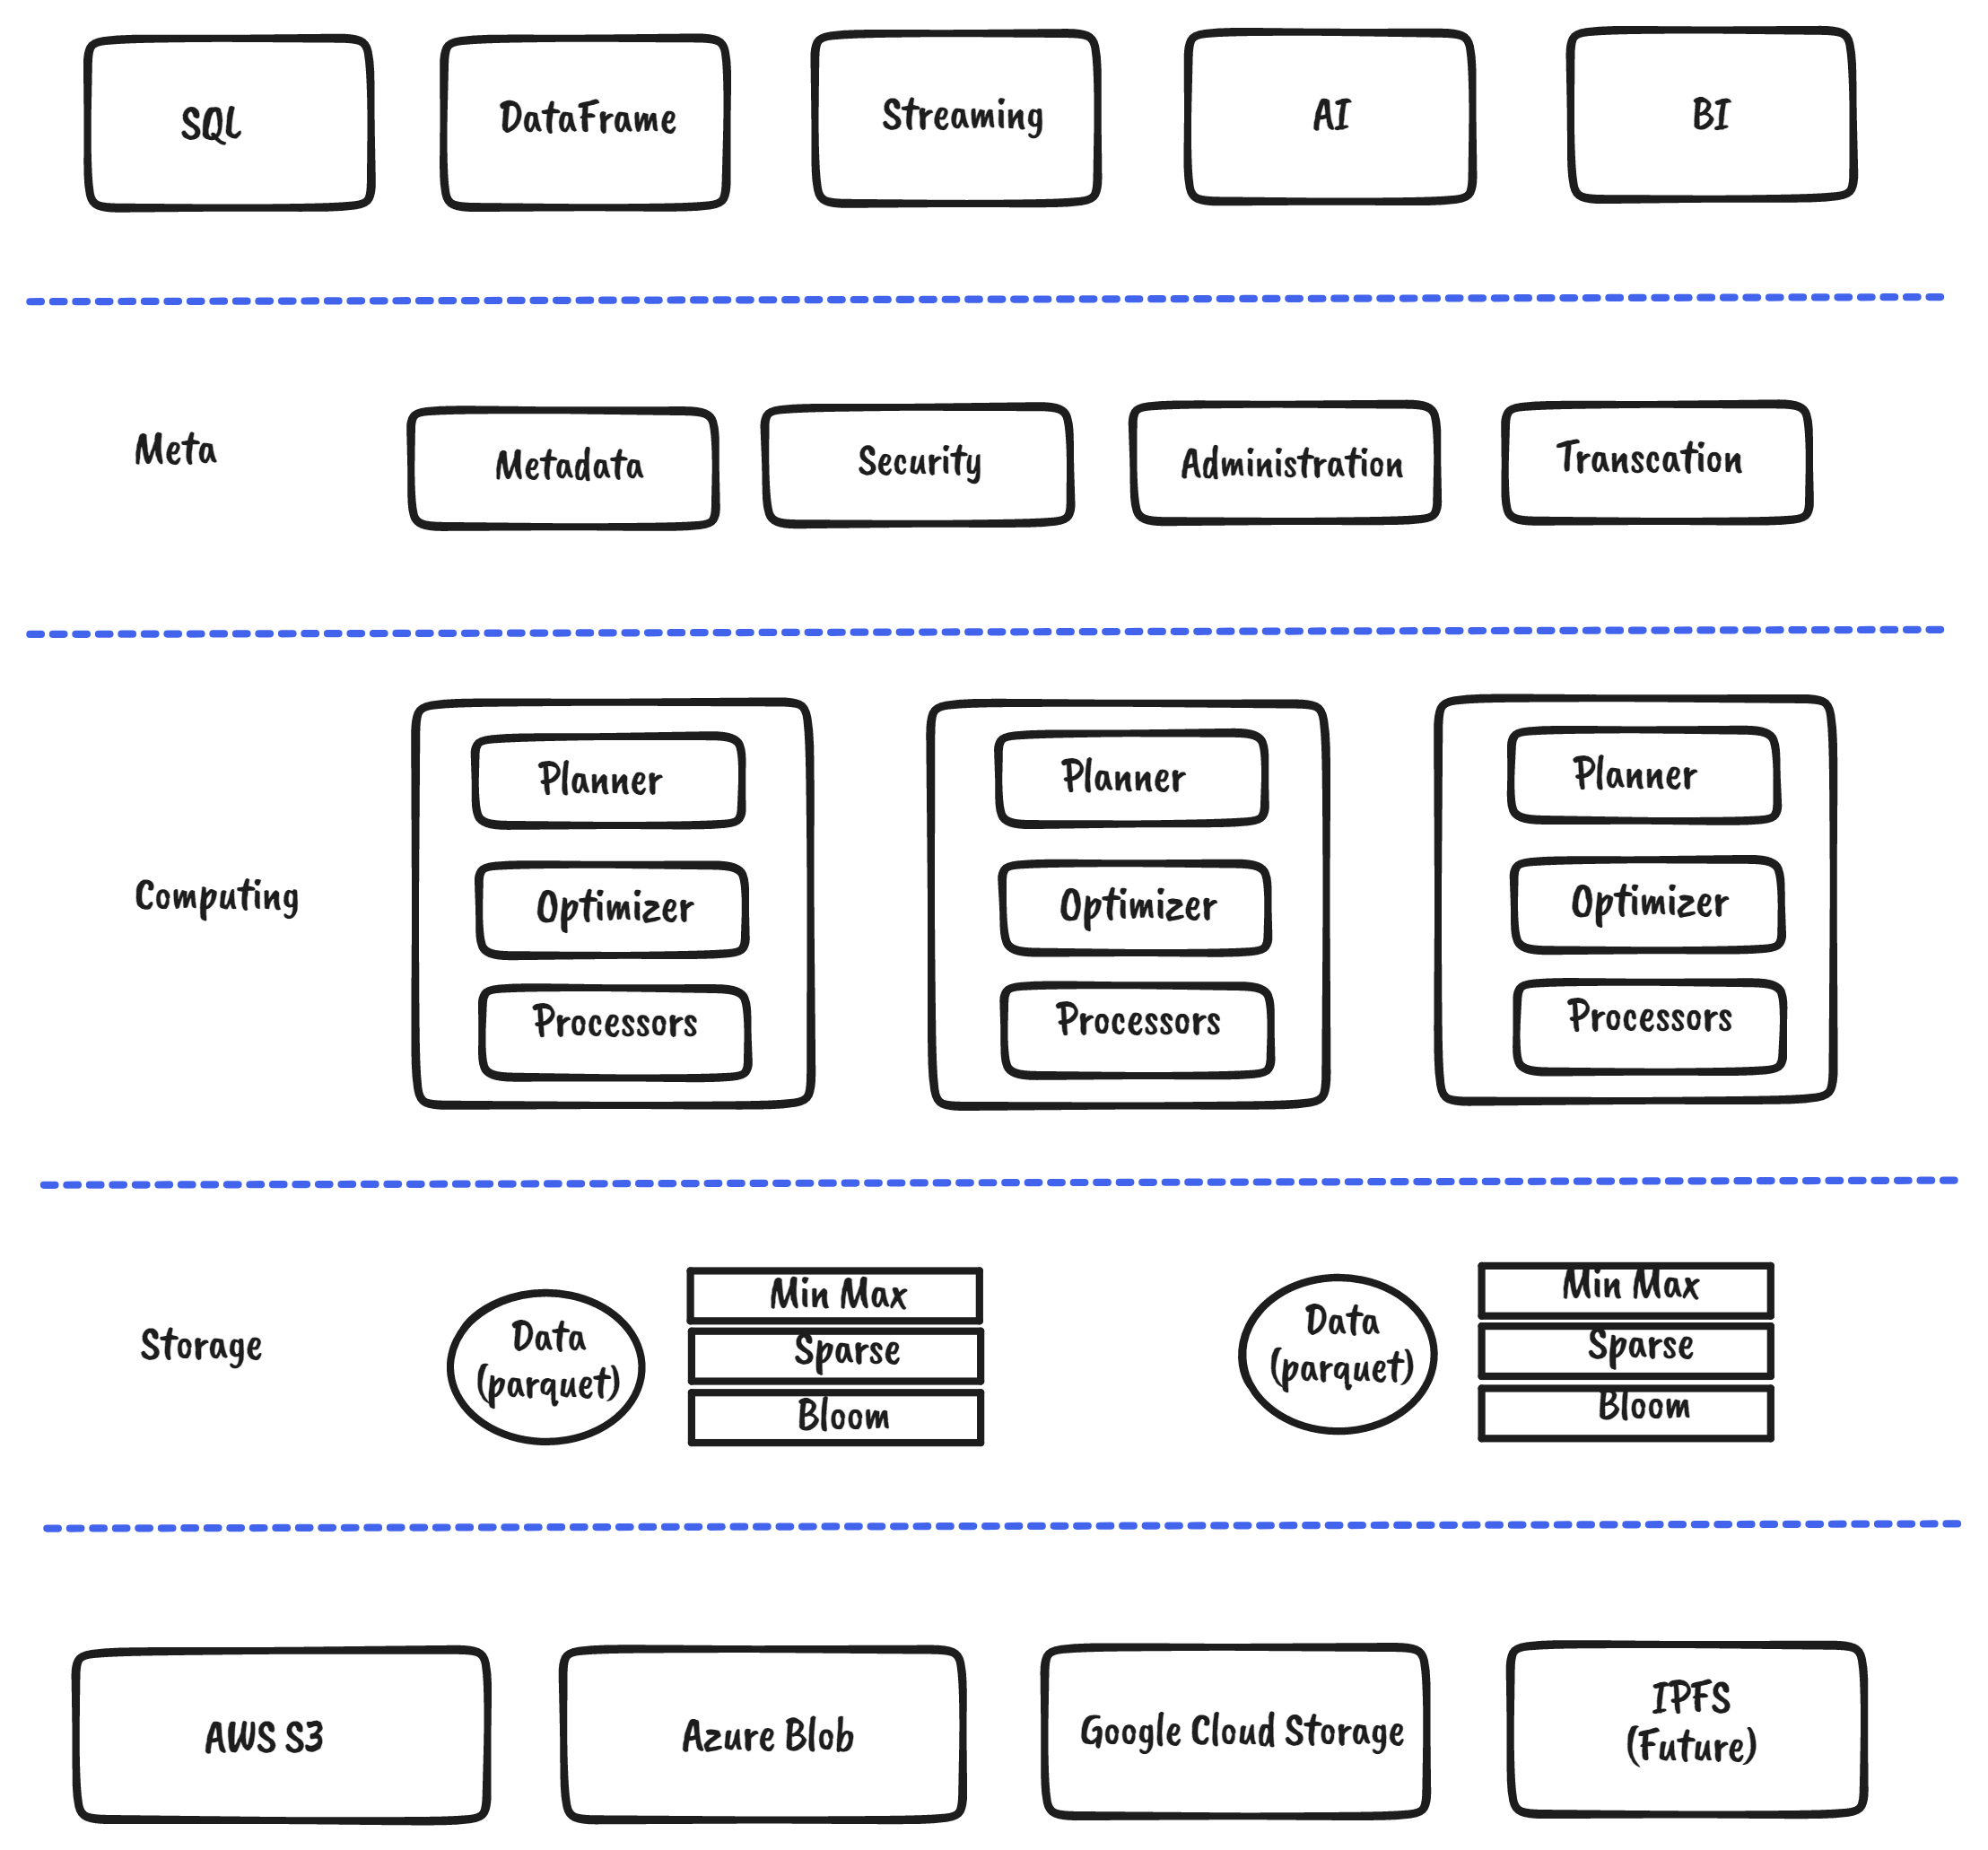 SQL
DataFrame
Streaming
AI
BI
Meta
Metadata
Security
Administration
Transcation
Computing
Planner
Optimizer
Processors
Planner
Optimizer
Processors
Planner
Optimizer
Processors
Storage
Data
(parquet)
Min Max
Sparse
Bloom
Data
(parquet)
Min Max
Sparse
Bloom
AWS S3
Azure Blob
Google Cloud Storage
IPFS
(Future)